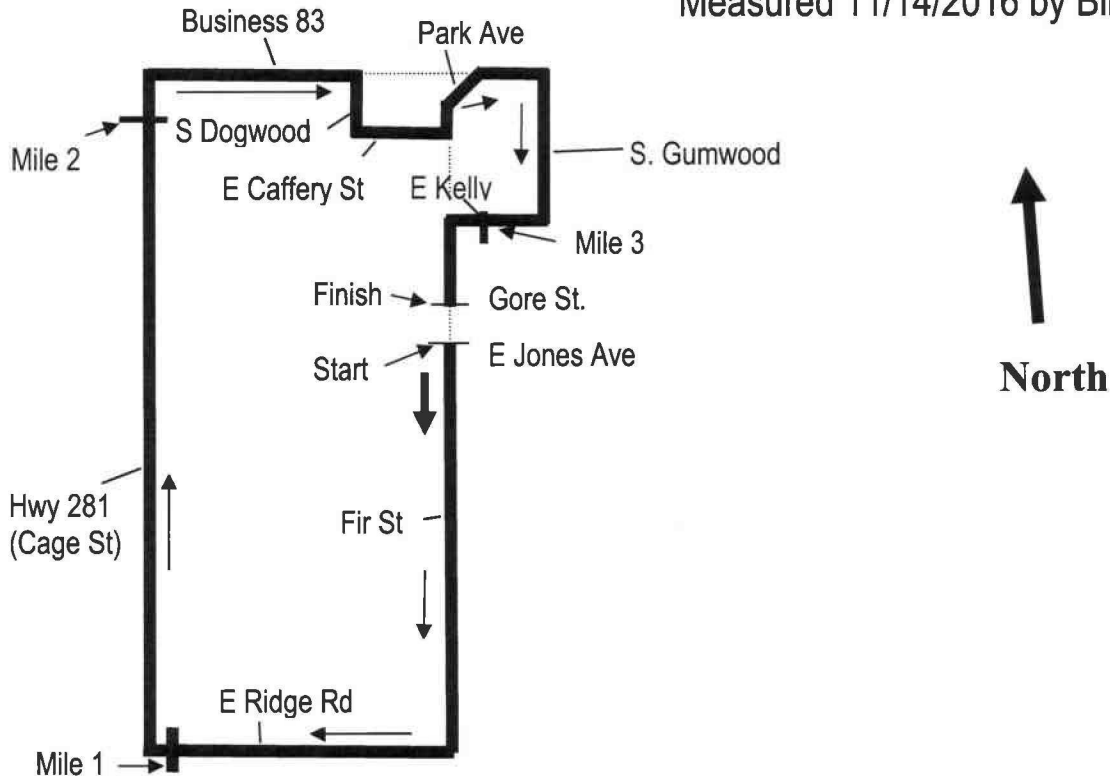 Measured 11/14/2016 by
Business 83
Park Ave
S Dogwood
Mile 2
S. Gumwood
E Caffery St
E Kelly
Mile 3
Finish
Gore St.
Start
E Jones Ave
North
Hwy 281
(Cage St)
Fir St
E Ridge Rd
Mile 1